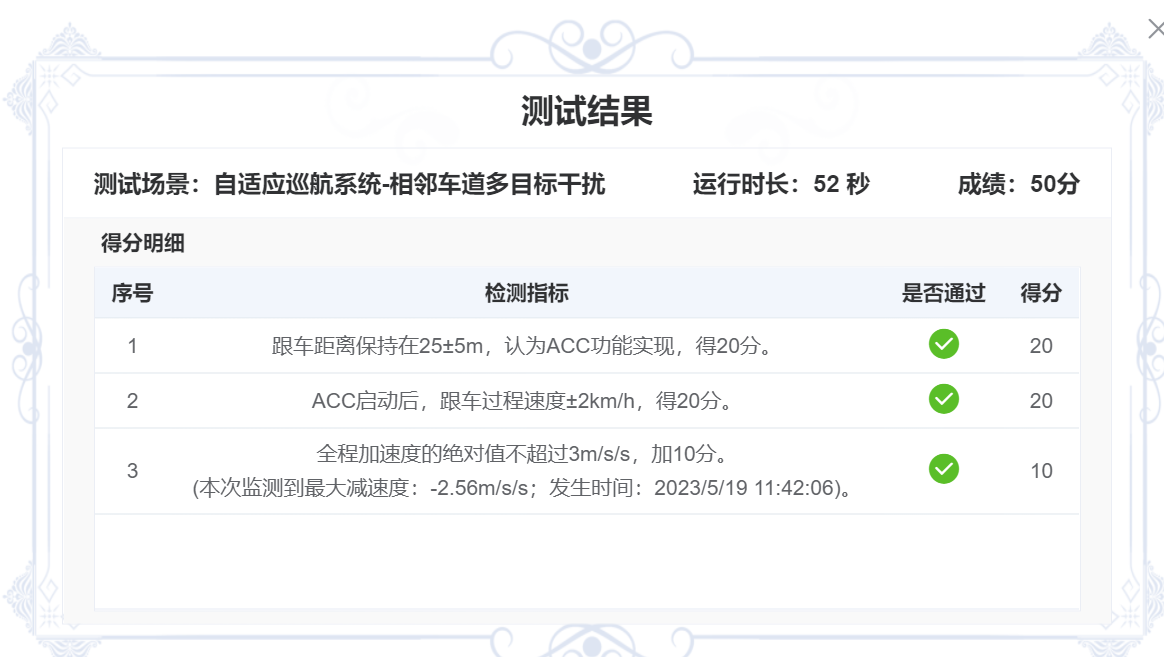 测试结果
测试场景：自适应巡航系统-相邻车道多目标干扰 运行时长：52 秒 成绩：50分
得分明细
序号 检测指标 是否通过 得分
1 跟车距离保持在25±5m，认为ACC功能实现，得20分。 20
2 ACC启动后，跟车过程速度±2km/h，得20分。 20
全程加速度的绝对值不超过3m/s/s，加10分。
3 10
(本次监测到最大减速度：-2.56m/s/s；发生时间：2023/5/19 11:42:06)。